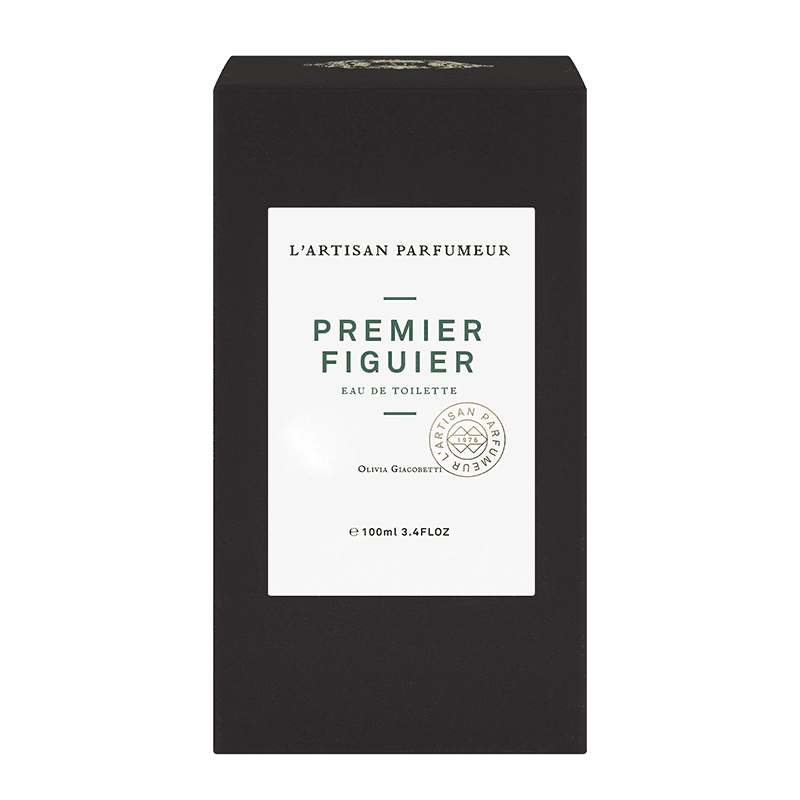 L'ARTISAN PARFUMEUR
PREMIER
FIGUIER
EAU DE TOILETTE
L'ARTISAN PARFUMEUR
1976
OLIVIA GIACOBETTI
℮ 100ml 3.4FLOZ